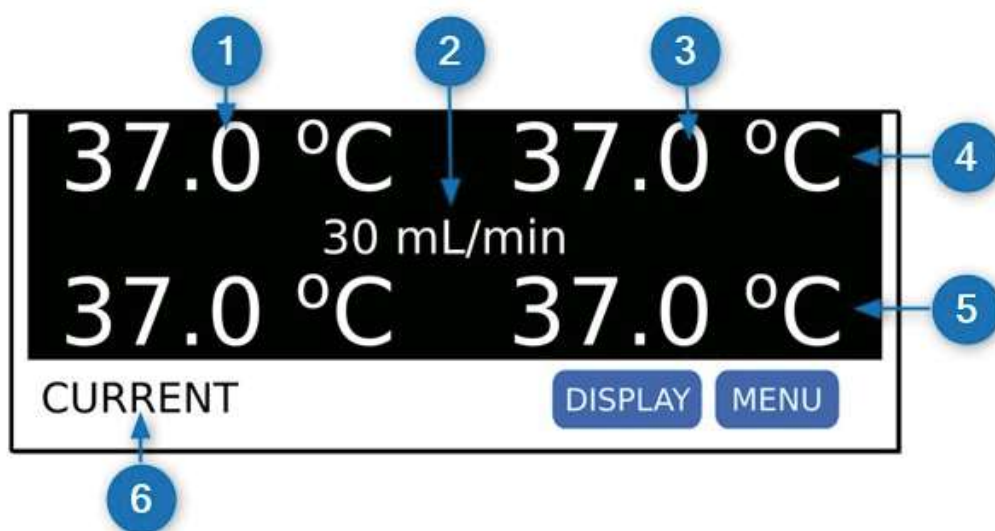 1 2 3
37.0 ºC 37.0 ºC 4
30 mL/min
37.0 ºC 37.0 ºC 5
CURRENT DISPLAY MENU
6